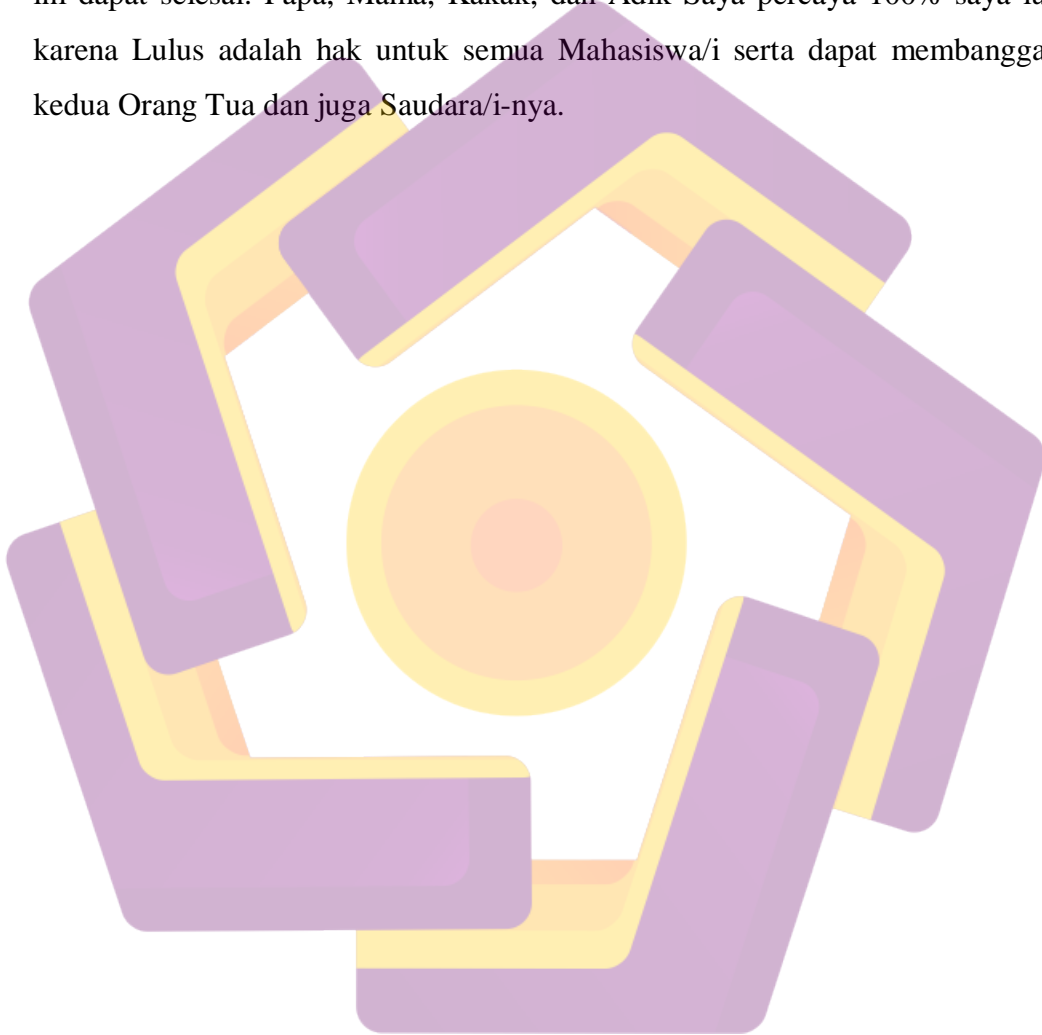 ini dapat selesai. Papa, Mama, Kakak, dan Adik Saya percaya 100% saya
karena Lulus adalah hak untuk semua Mahasiswa/i serta dapat
kedua Orang Tua dan juga Saudara/i-nya.